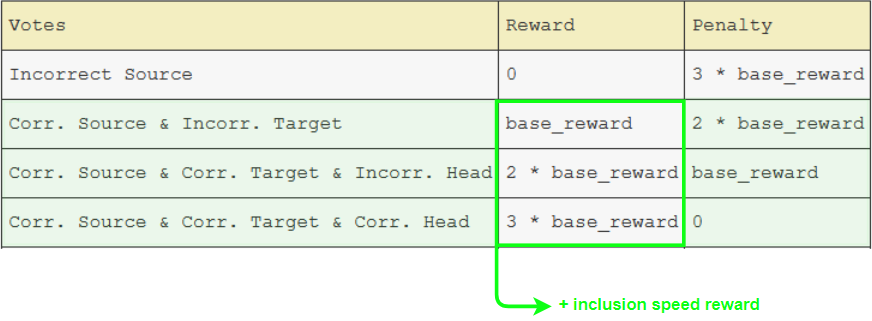 Votes Reward Penalty
Incorrect Source 0 3 * base_reward
Corr. Source & Incorr. Target base_reward 2 * base_reward
Corr. Source & Corr. Target & Incorr. Head 2 * base_reward base_reward
Corr. Source & Corr. Target & Corr. Head 3 * base_reward 0
+ inclusion speed reward